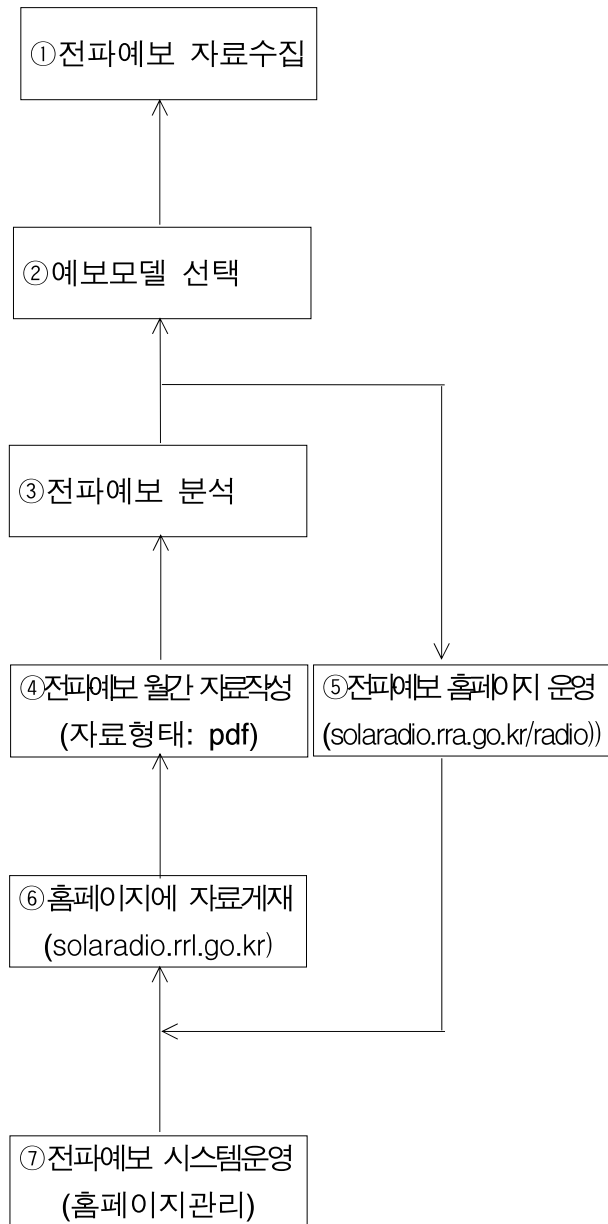 ①전파예보 자료수집
②예보모델 선택
③전파예보 분석
④전파예보 월간 자료작성
(자료형태: pdf)
⑤전파예보 홈페이지 운영
(solaradio.rra.go.kr/radio))
⑥홈페이지에 자료게재
(solaradio.rrl.go.kr)
⑦전파예보 시스템운영
(홈페이지관리)